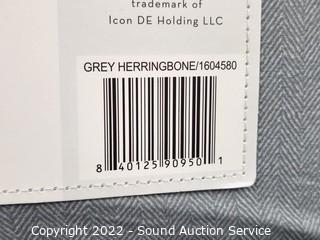 trademark of
Icon DE Holding LLC
GREY HERRINGBONE/1604580
8 40125 90950 1
Copyright 2022 - Sound Auction Service